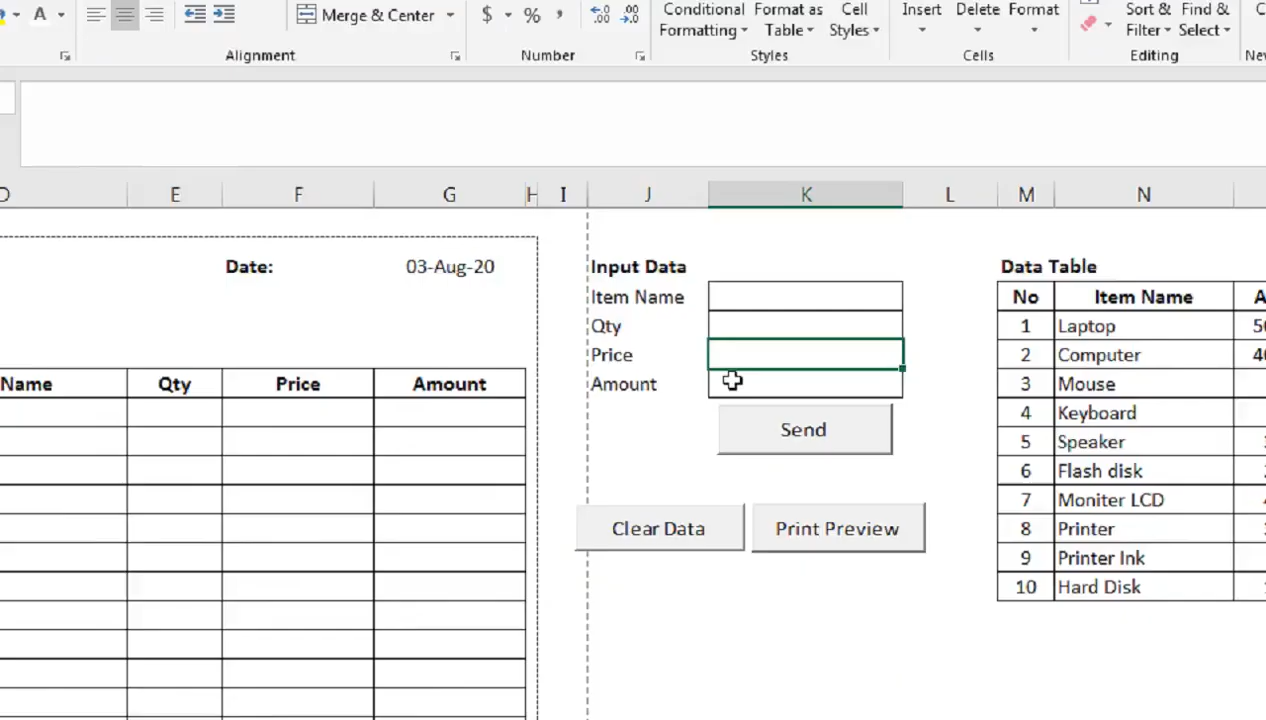 A
Merge & Center
$ % ,
Conditional Formatting
Format as Table
Cell Styles
Insert
Delete
Format
Sort & Filter
Find & Select
Alignment
Number
Styles
Cells
Editing
E F G H I J K L M N
Date: 03-Aug-20
Input Data
Item Name
Qty
Price
Amount
Send
Clear Data
Print Preview
Name Qty Price Amount
Data Table
No Item Name
1 Laptop
2 Computer
3 Mouse
4 Keyboard
5 Speaker
6 Flash disk
7 Moniter LCD
8 Printer
9 Printer Ink
10 Hard Disk